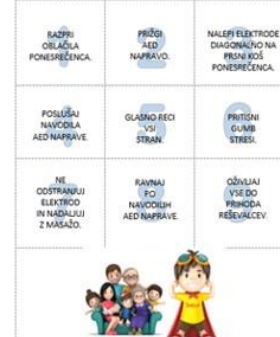 RAZPRI
OBLAČILA
PONESREČENCA.
PRIŽGI
AED
NAPRAVO.
NALEPI ELEKTRODE
DIAGONALNO NA
PRSNI KOŠ
PONESREČENCA.
POSLUŠAJ
NAVODILA
AED NAPRAVE.
GLASNO RECI
VSI
STRAN.
PRITISNI
GUMB
STRESI.
NE
ODSTRANJUJ
ELEKTROD
IN NADALJUJ
Z MASAŽO.
RAVNAJ
PO
NAVODILIH
AED NAPRAVE.
OŽIVLJAJ
VSE DO
PRIHODA
REŠEVALCEV.